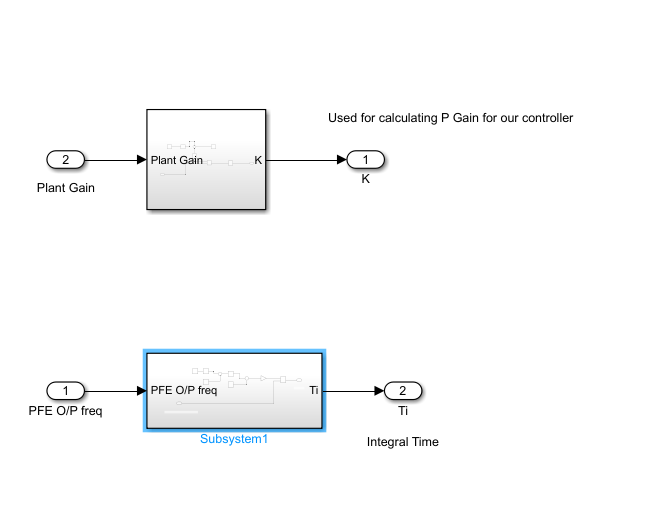 Used for calculating P Gain for our controller
2
Plant Gain
K
1
Plant Gain
K
1
PFE O/P freq
Ti
2
PFE O/P freq
Ti
Subsystem1
Integral Time